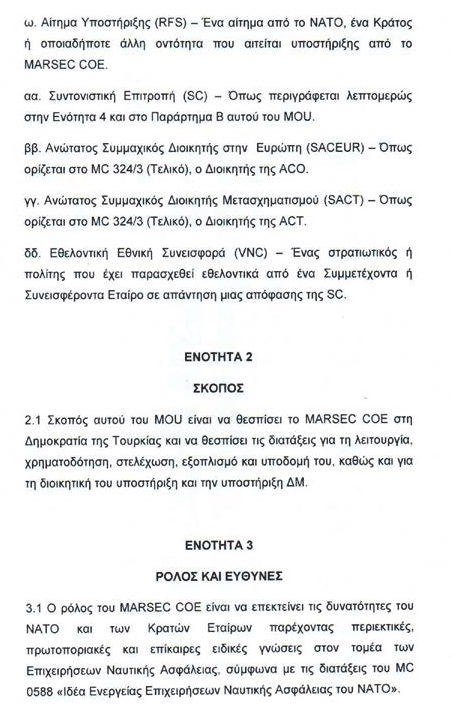 ω. Αίτημα Υποστήριξης (RFS) – Ένα αίτημα από το ΝΑΤΟ, ένα Κράτος
ή οποιαδήποτε άλλη οντότητα που αιτείται υποστήριξης από το
MARSEC COE.
αα. Συντονιστική Επιτροπή (SC) – Όπως περιγράφεται λεπτομερώς
στην Ενότητα 4 και στο Παράρτημα Β αυτού του MOU.
ββ. Ανώτατος Συμμαχικός Διοικητής στην Ευρώπη (SACEUR) – Όπως
ορίζεται στο MC 324/3 (Τελικό), ο Διοικητής της ACO.
γγ. Ανώτατος Συμμαχικός Διοικητής Μετασχηματισμού (SACT) – Όπως
ορίζεται στο MC 324/3 (Τελικό), ο Διοικητής της ACT.
δδ. Εθελοντική Εθνική Συνεισφορά (VNC) – Ένας στρατιωτικός ή
πολίτης που έχει παρασχεθεί εθελοντικά από ένα Συμμετέχοντα ή
Συνεισφέροντα Εταίρο σε απάντηση μιας απόφασης της SC.
ΕΝΟΤΗΤΑ 2
ΣΚΟΠΟΣ
2.1 Σκοπός αυτού του MOU είναι να θεσπίσει το MARSEC COE στη
Δημοκρατία της Τουρκίας και να θεσπίσει τις διατάξεις για τη λειτουργία,
χρηματοδότηση, στελέχωση, εξοπλισμό και υποδομή του, καθώς και για
τη διοικητική του υποστήριξη και την υποστήριξη ΔΜ.
ΕΝΟΤΗΤΑ 3
ΡΟΛΟΣ ΚΑΙ ΕΥΘΥΝΕΣ
3.1 Ο ρόλος του MARSEC COE είναι να επεκτείνει τις δυνατότητες του
ΝΑΤΟ και των Κρατών Εταίρων παρέχοντας περιεκτικές,
πρωτοποριακές και επίκαιρες ειδικές γνώσεις στον τομέα των
Επιχειρήσεων Ναυτικής Ασφάλειας, σύμφωνα με τις διατάξεις του MC
0588 «Ιδέα Ενεργείας Επιχειρήσεων Ναυτικής Ασφάλειας του ΝΑΤΟ».